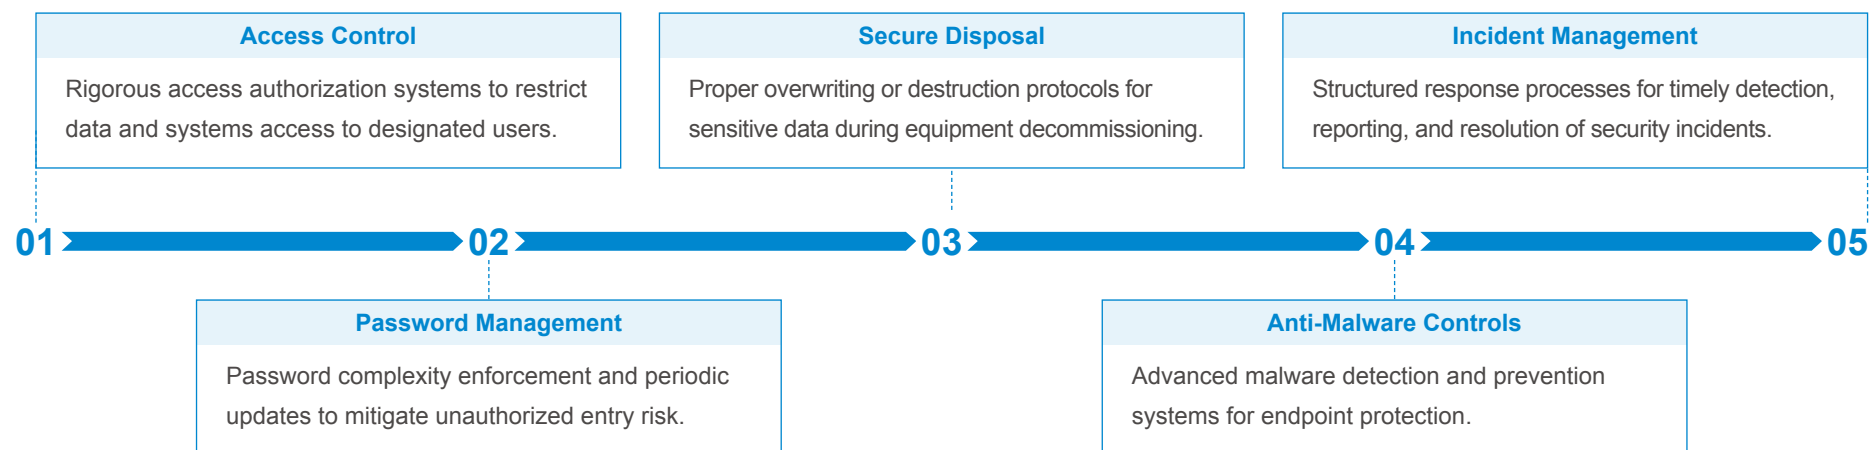 Access Control
Rigorous access authorization systems to restrict
data and systems access to designated users.
Secure Disposal
Proper overwriting or destruction protocols for
sensitive data during equipment decommissioning.
Incident Management
Structured response processes for timely detection,
reporting, and resolution of security incidents.
01
02
03
04
05
Password Management
Password complexity enforcement and periodic
updates to mitigate unauthorized entry risk.
Anti-Malware Controls
Advanced malware detection and prevention
systems for endpoint protection.